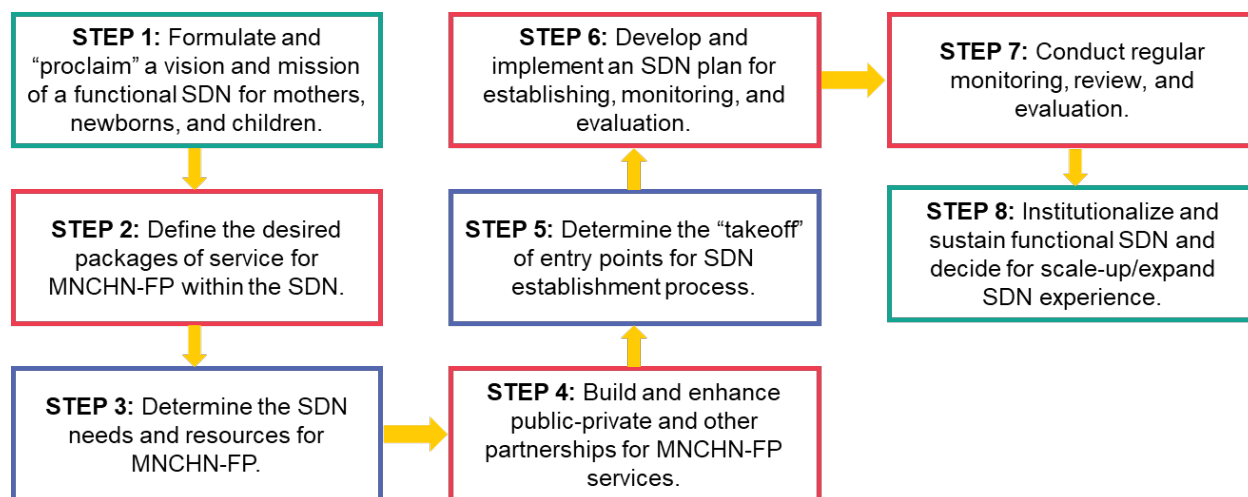 STEP 1: Formulate and
“proclaim” a vision and mission
of a functional SDN for mothers,
newborns, and children.
STEP 2: Define the desired
packages of service for
MNCHN-FP within the SDN.
STEP 3: Determine the SDN
needs and resources for
MNCHN-FP.
STEP 4: Build and enhance
public-private and other
partnerships for MNCHN-FP
services.
STEP 5: Determine the “takeoff”
of entry points for SDN
establishment process.
STEP 6: Develop and
implement an SDN plan for
establishing, monitoring, and
evaluation.
STEP 7: Conduct regular
monitoring, review, and
evaluation.
STEP 8: Institutionalize and
sustain functional SDN and
decide for scale-up/expand
SDN experience.